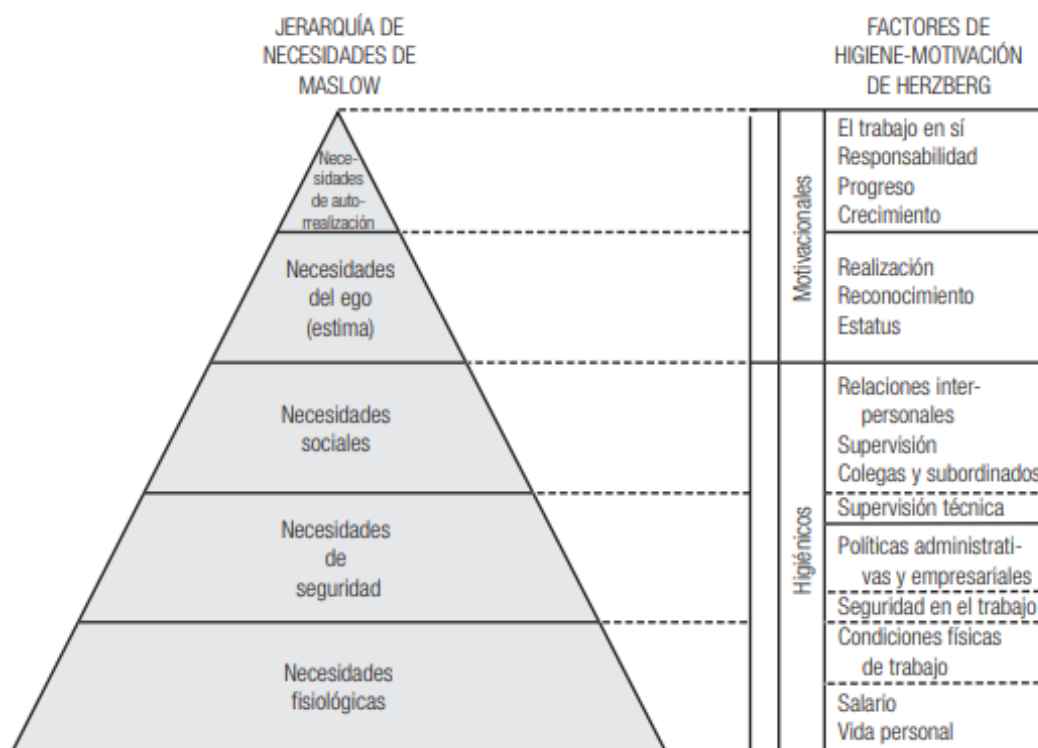 JERARQUÍA DE
NECESIDADES DE
MASLOW
Nece-
sidades
de auto-
rrealización
Necesidades
del ego
(estima)
Necesidades
sociales
Necesidades
de
seguridad
Necesidades
fisiológicas
FACTORES DE
HIGIENE-MOTIVACIÓN
DE HERZBERG
Motivacionales
El trabajo en sí
Responsabilidad
Progreso
Crecimiento
Realización
Reconocimiento
Estatus
Higiénicos
Relaciones inter-
personales
Supervisión
Colegas y subordinados
Supervisión técnica
Políticas administrati-
vas y empresariales
Seguridad en el trabajo
Condiciones físicas
de trabajo
Salario
Vida personal